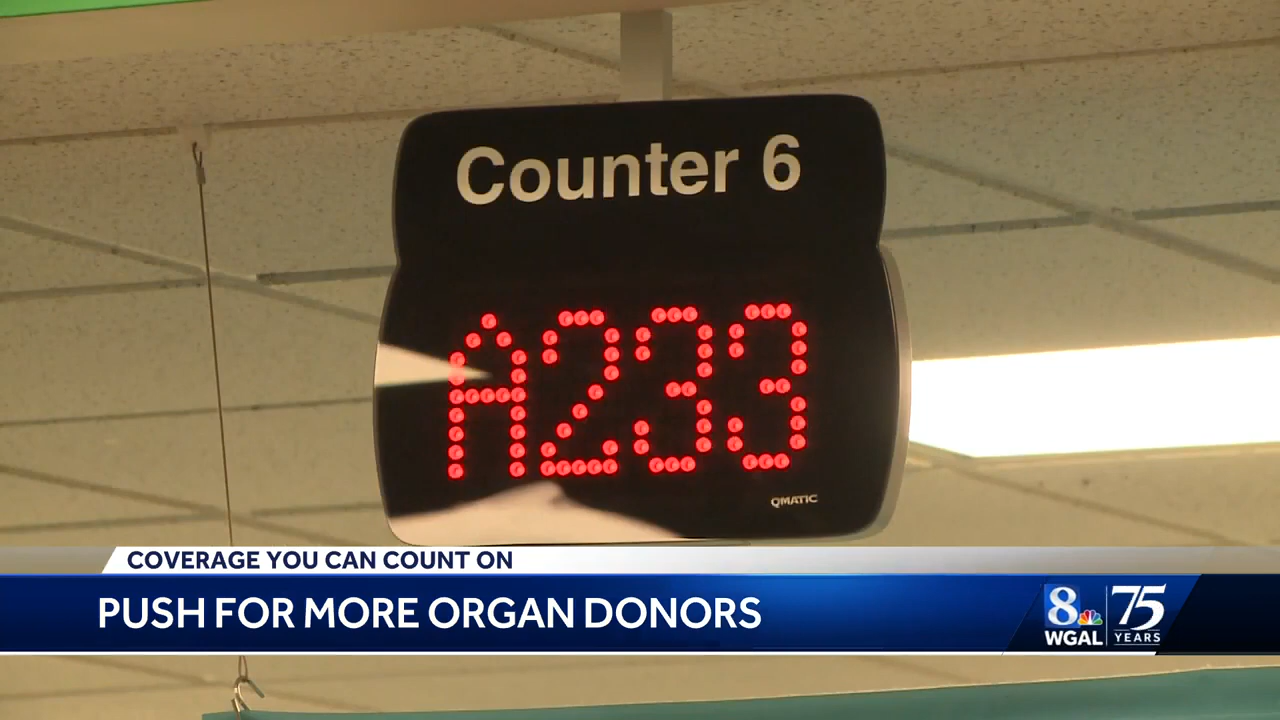 Counter 6
A233
QMATIC
COVERAGE YOU CAN COUNT ON
PUSH FOR MORE ORGAN DONORS
8
WGAL
75
YEARS